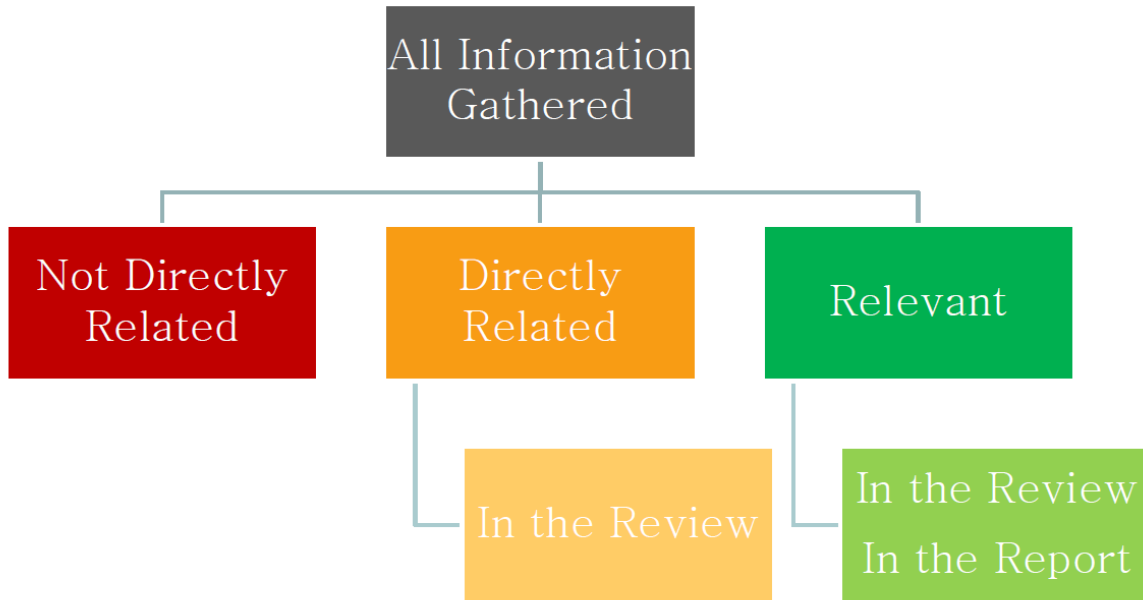 All Information
Gathered
Not Directly
Related
Directly
Related
Relevant
In the Review
In the Review
In the Report